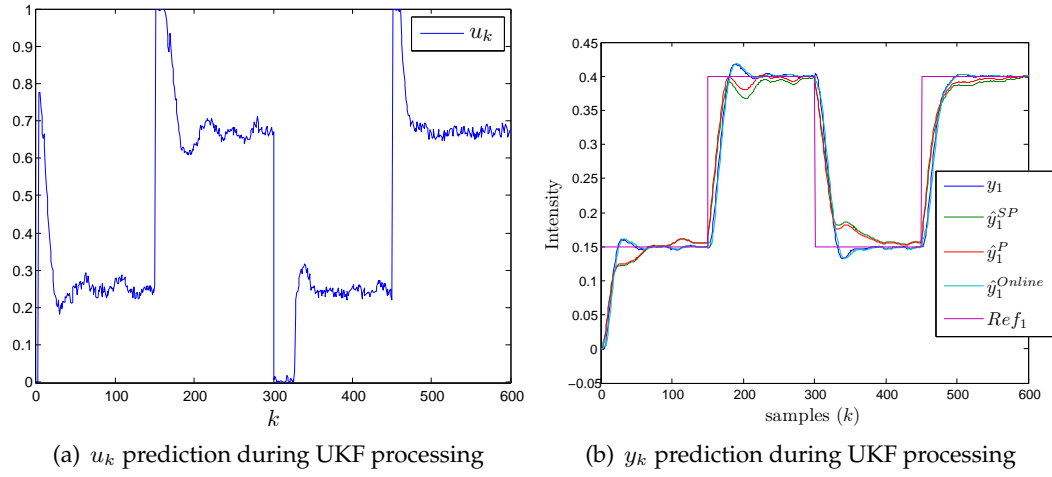 1
0.9
0.8
0.7
0.6
0.5
0.4
0.3
0.2
0.1
0
0 100 200 300 400 500 600
k
u_k
(a) u_k prediction during UKF processing
0.45
0.4
0.35
0.3
0.25
0.2
0.15
0.1
0.05
0
−0.05
0 100 200 300 400 500 600
Intensity
samples (k)
y_1
ŷ_1^{SP}
ŷ_1^{P}
ŷ_1^{Online}
Ref_1
(b) y_k prediction during UKF processing